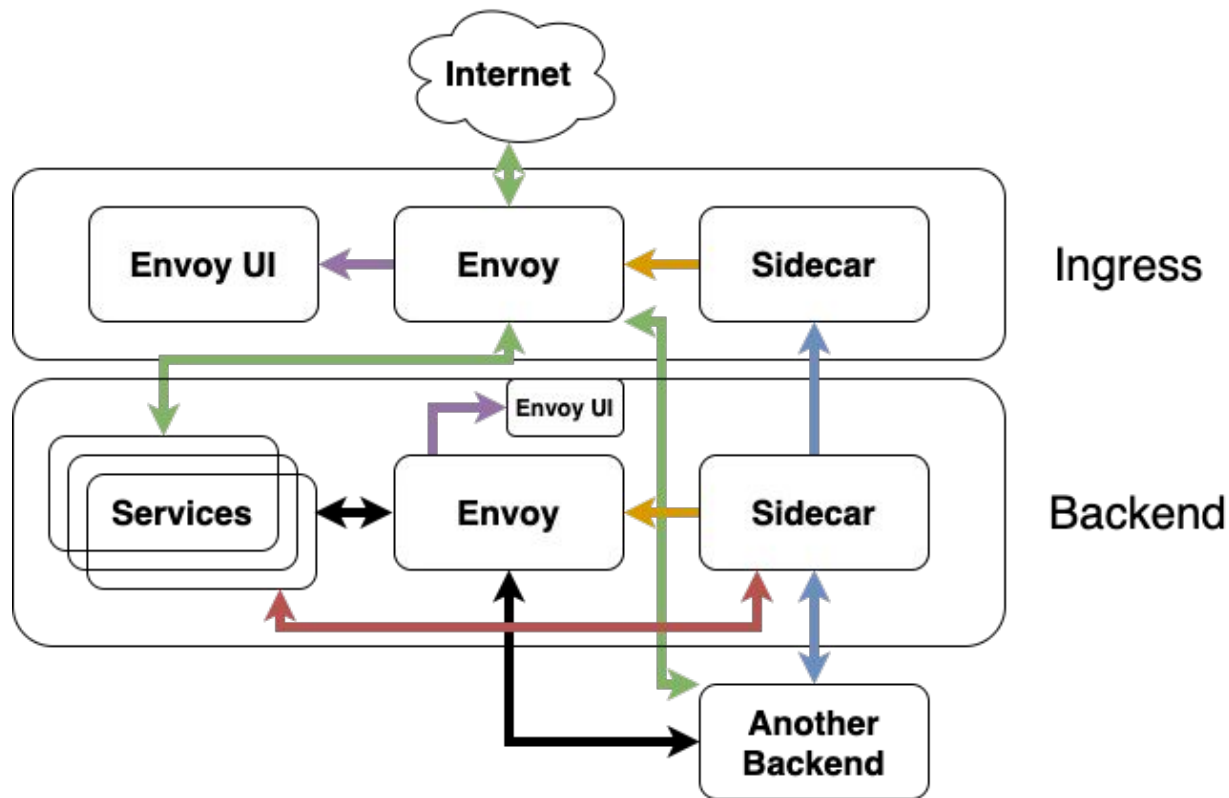 Internet
Envoy UI
Envoy
Sidecar
Ingress
Envoy UI
Services
Envoy
Sidecar
Backend
Another
Backend